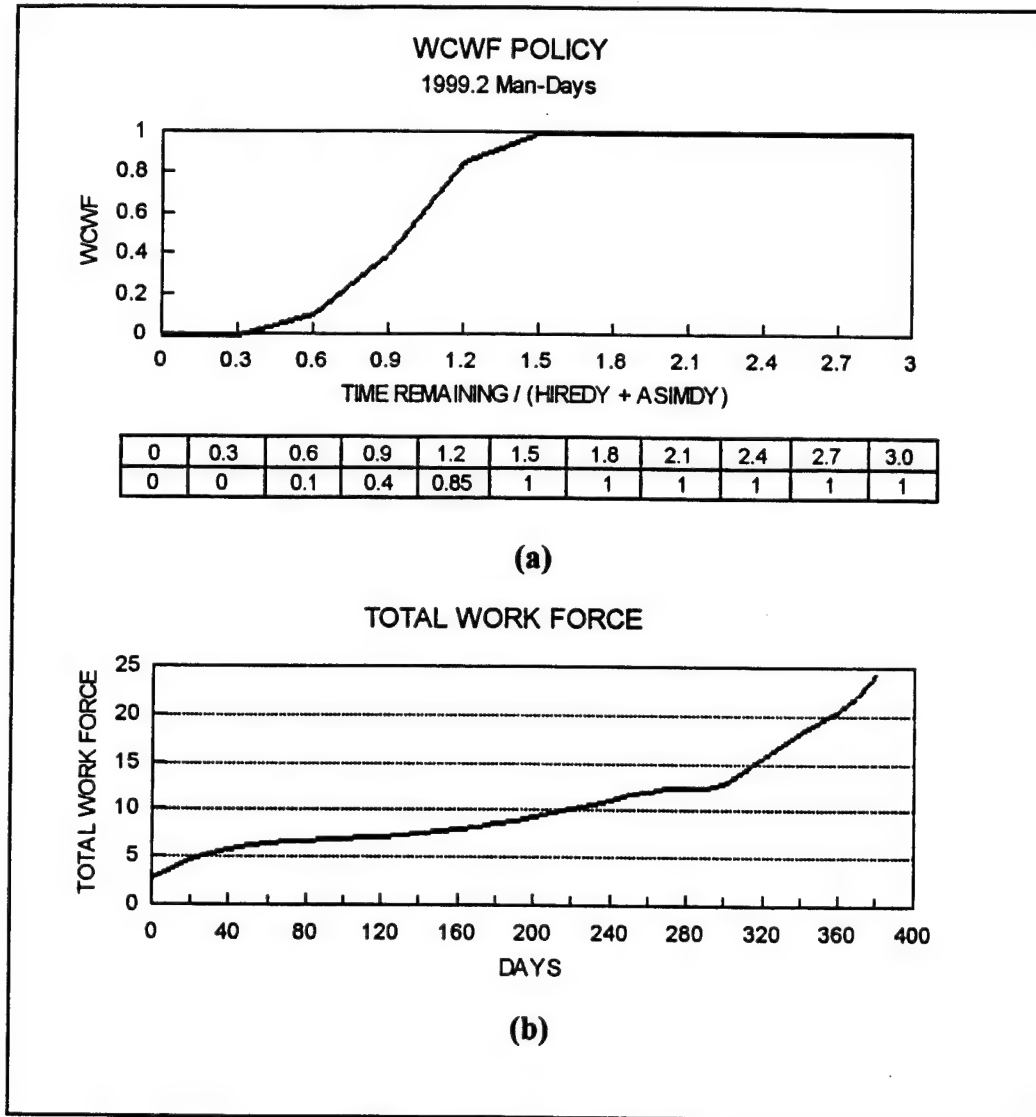 WCWF POLICY
1999.2 Man-Days
1
0.8
0.6
0.4
0.2
0
WCWF
0 0.3 0.6 0.9 1.2 1.5 1.8 2.1 2.4 2.7 3
TIME REMAINING / (HIREDY + ASIMDY)
0 0.3 0.6 0.9 1.2 1.5 1.8 2.1 2.4 2.7 3.0
0 0 0.1 0.4 0.85 1 1 1 1 1 1
(a)
TOTAL WORK FORCE
25
20
15
10
5
0
TOTAL WORK FORCE
0 40 80 120 160 200 240 280 320 360 400
DAYS
(b)